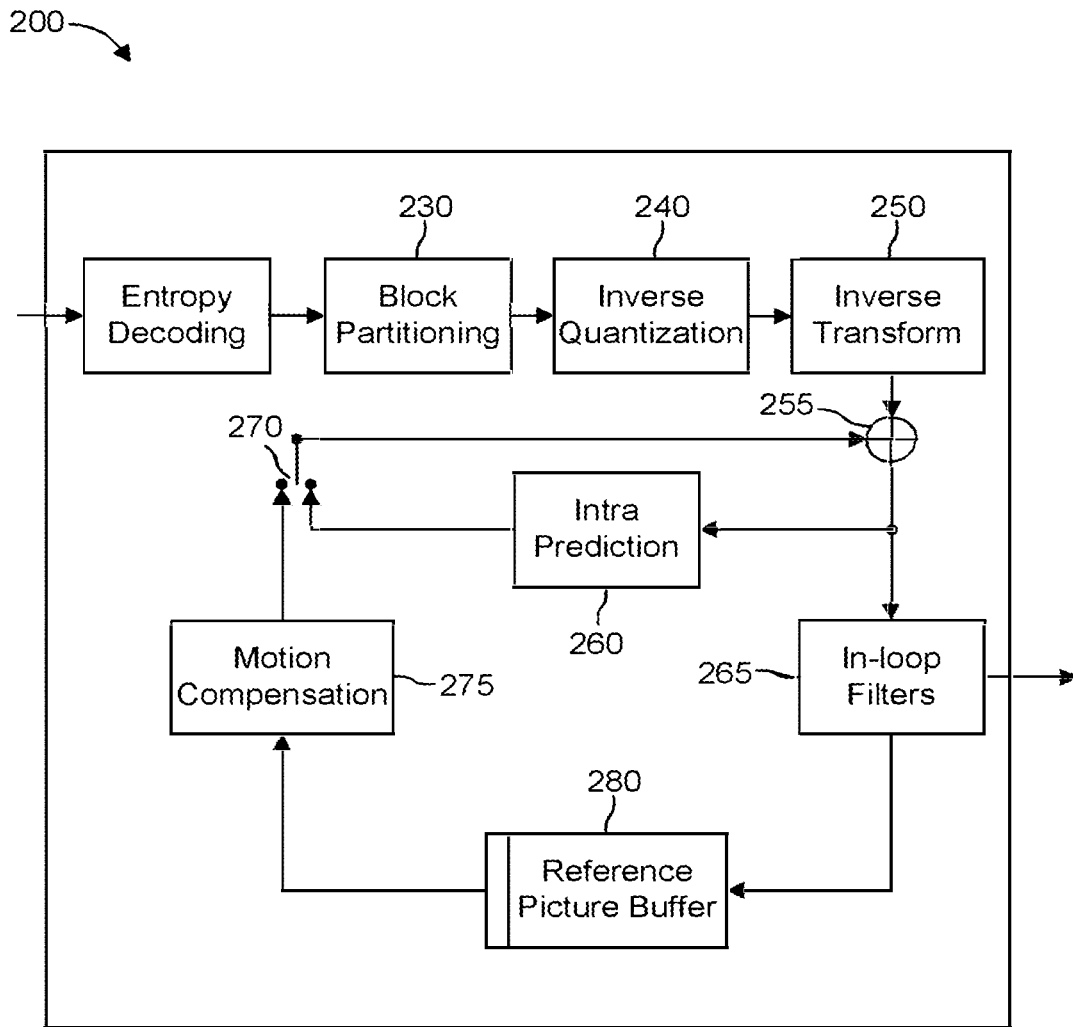 200
230
240
250
Entropy
Decoding
Block
Partitioning
Inverse
Quantization
Inverse
Transform
255
270
Intra
Prediction
260
Motion
Compensation
275
265
In-loop
Filters
280
Reference
Picture Buffer